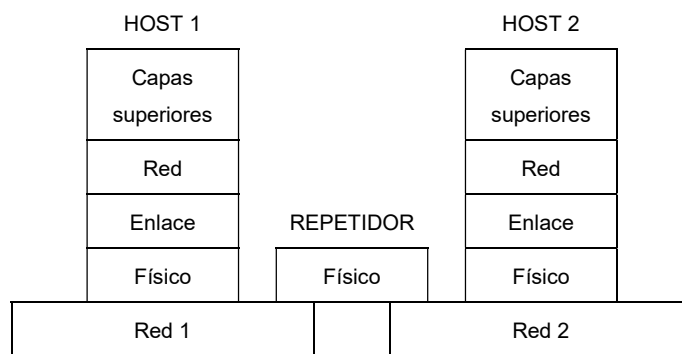 HOST 1
HOST 2
Capas
superiores
Capas
superiores
Red
Red
Enlace
REPETIDOR
Enlace
Físico
Físico
Físico
Red 1
Red 2